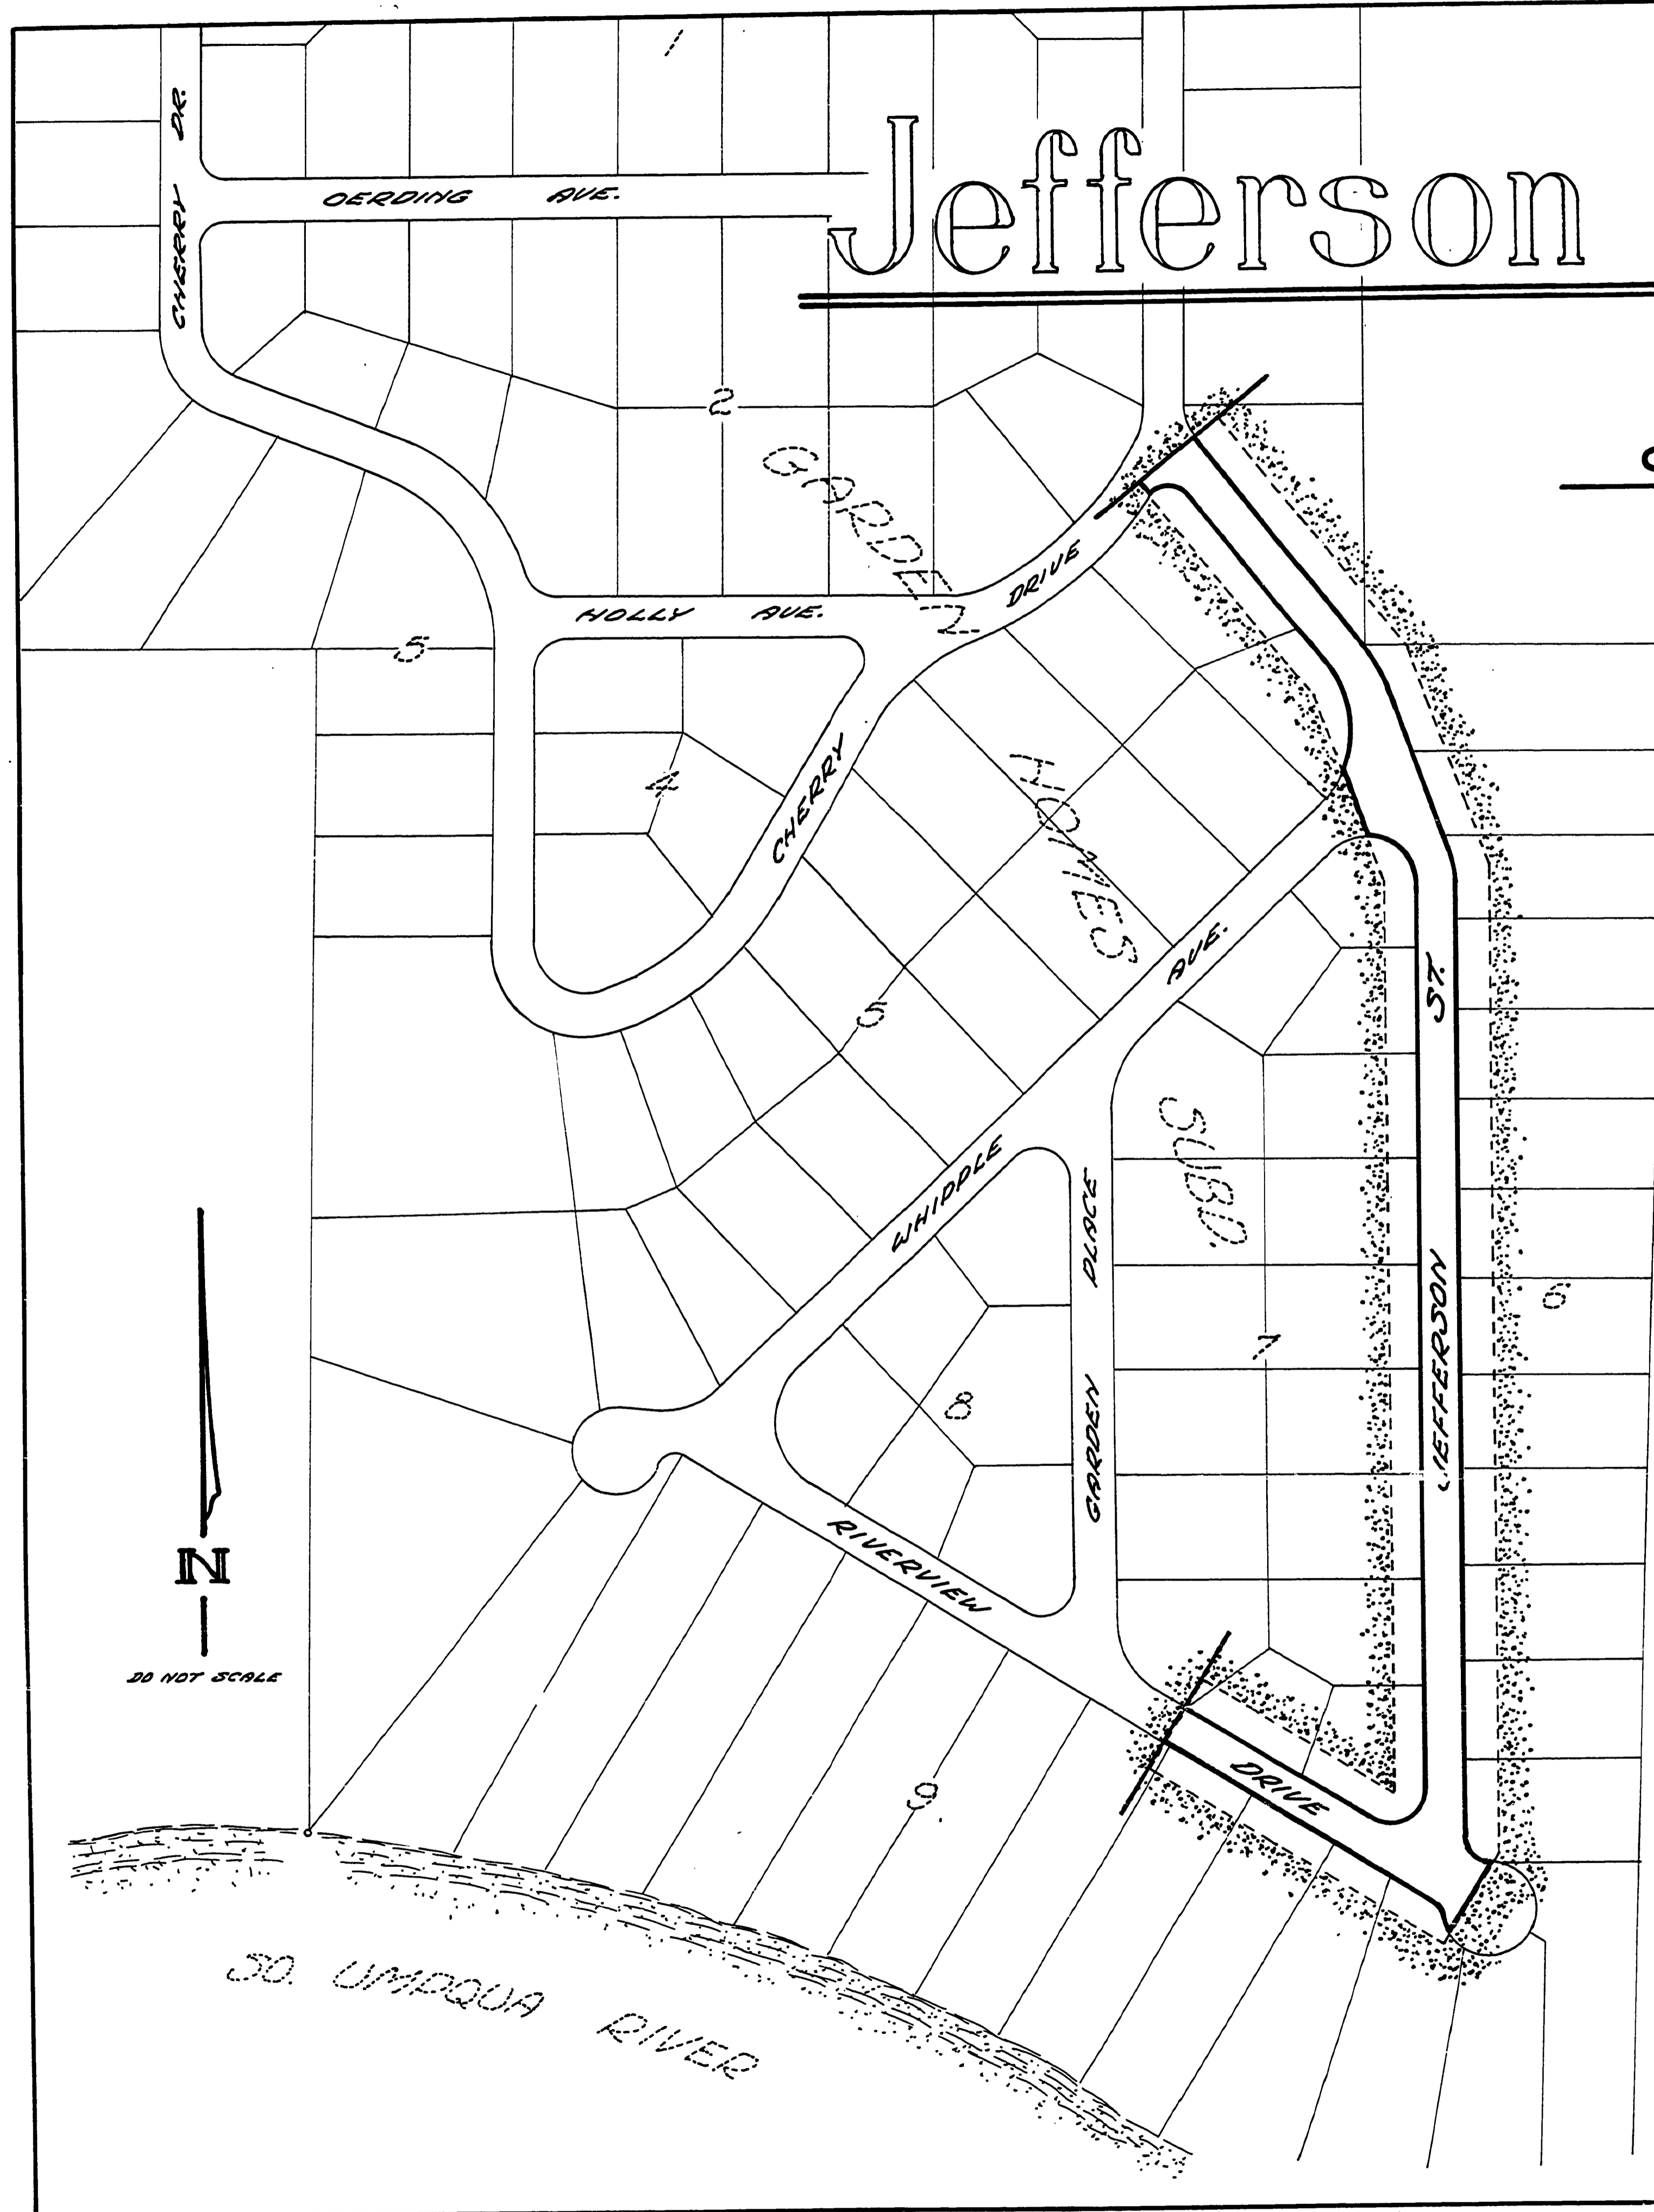 1
CHERRY DR.
OERDING AVE.
Jefferson
2
GARDEN
HOLLY AVE.
CHERRY DRIVE
5
4
HOMES
WHIPPLE AVE.
5
SUBD.
JEFFERSON ST.
GARDEN PLACE
6
7
8
RIVERVIEW DRIVE
N
DO NOT SCALE
9
SO. UMPQUA RIVER